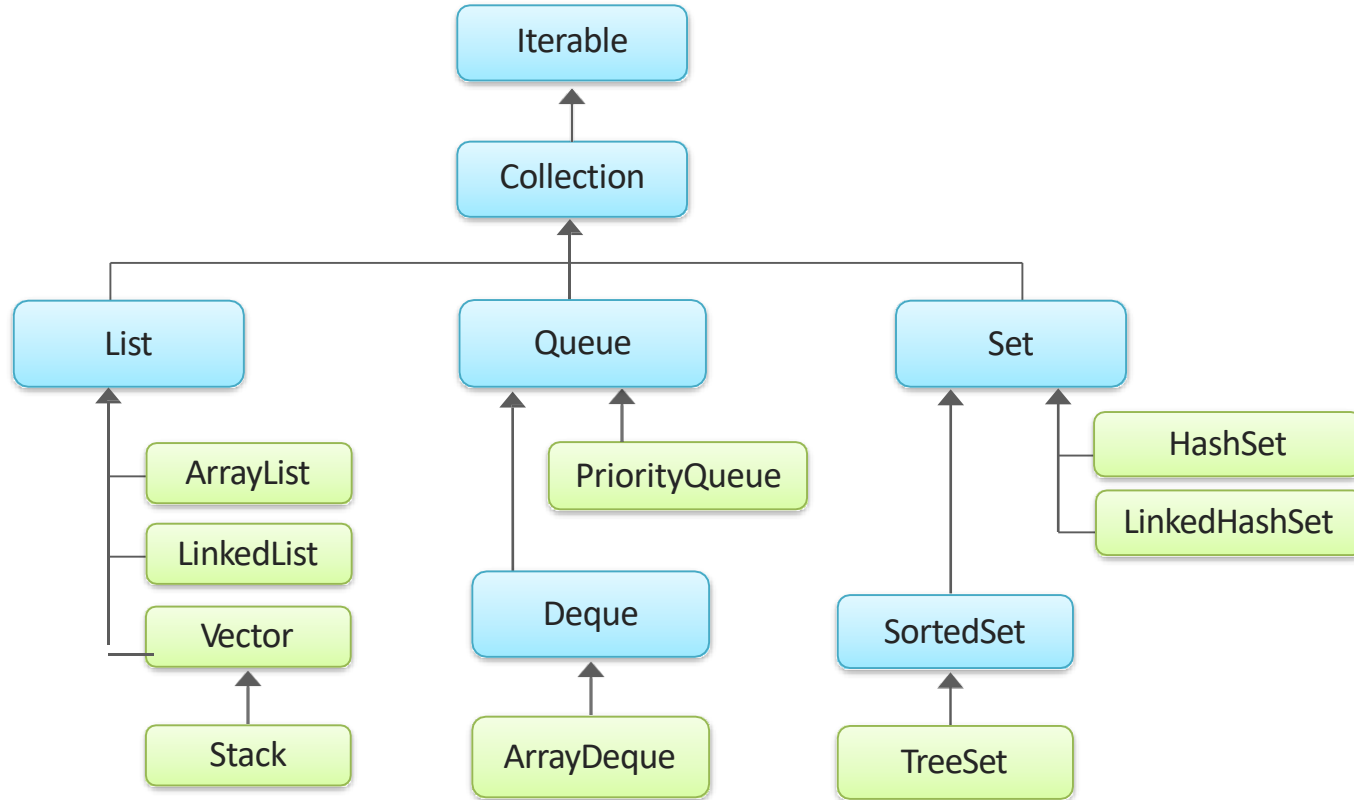 Iterable
Collection
List
Queue
Set
ArrayList
PriorityQueue
HashSet
LinkedList
LinkedHashSet
Vector
Deque
SortedSet
Stack
ArrayDeque
TreeSet